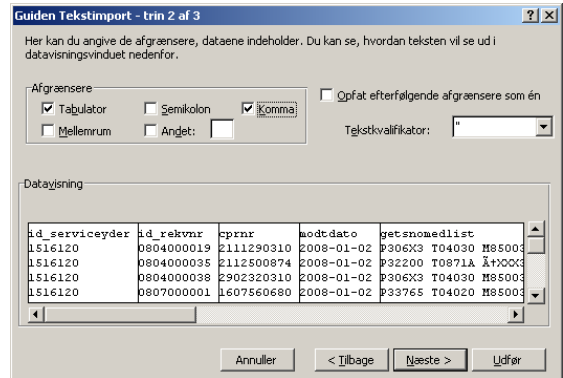 Guiden Tekstimport - trin 2 af 3
Her kan du angive de afgrænsere, dataene indeholder. Du kan se, hvordan teksten vil se ud i
datavisningsvinduet nedenfor.
Afgrænsere
Tabulator Semikolon Komma
Mellemrum Andet:
Opfat efterfølgende afgrænsere som én
Tekstkvalifikator: "
Datavisning
id_serviceyder id_rekvnr cprnr modtdato getsnomedlist
1516120 0804000019 2111290310 2008-01-02 P306X3 T04030 M85003
1516120 0804000035 2112500874 2008-01-02 P32200 T0871A Ã†XXX3
1516120 0804000038 2902320310 2008-01-02 P306X3 T04030 M85003
1516120 0807000001 1607560680 2008-01-02 P33765 T04020 M85003
Annuller < Tilbage Næste > Udfør